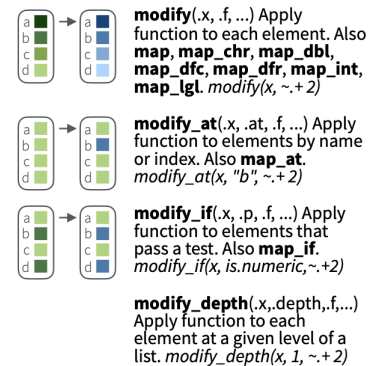 a
b
c
d
a
b
c
d
modify(.x, .f, ...) Apply
function to each element. Also
map, map_chr, map_dbl,
map_dfc, map_dfr, map_int,
map_lgl. modify(x, ~.+ 2)
a
b
c
d
a
b
c
d
modify_at(.x, .at, .f, ...) Apply
function to elements by name
or index. Also map_at.
modify_at(x, "b", ~.+ 2)
a
b
c
d
a
b
c
d
modify_if(.x, .p, .f, ...) Apply
function to elements that
pass a test. Also map_if.
modify_if(x, is.numeric,~.+2)
modify_depth(.x,.depth,.f,...)
Apply function to each
element at a given level of a
list. modify_depth(x, 1, ~.+ 2)